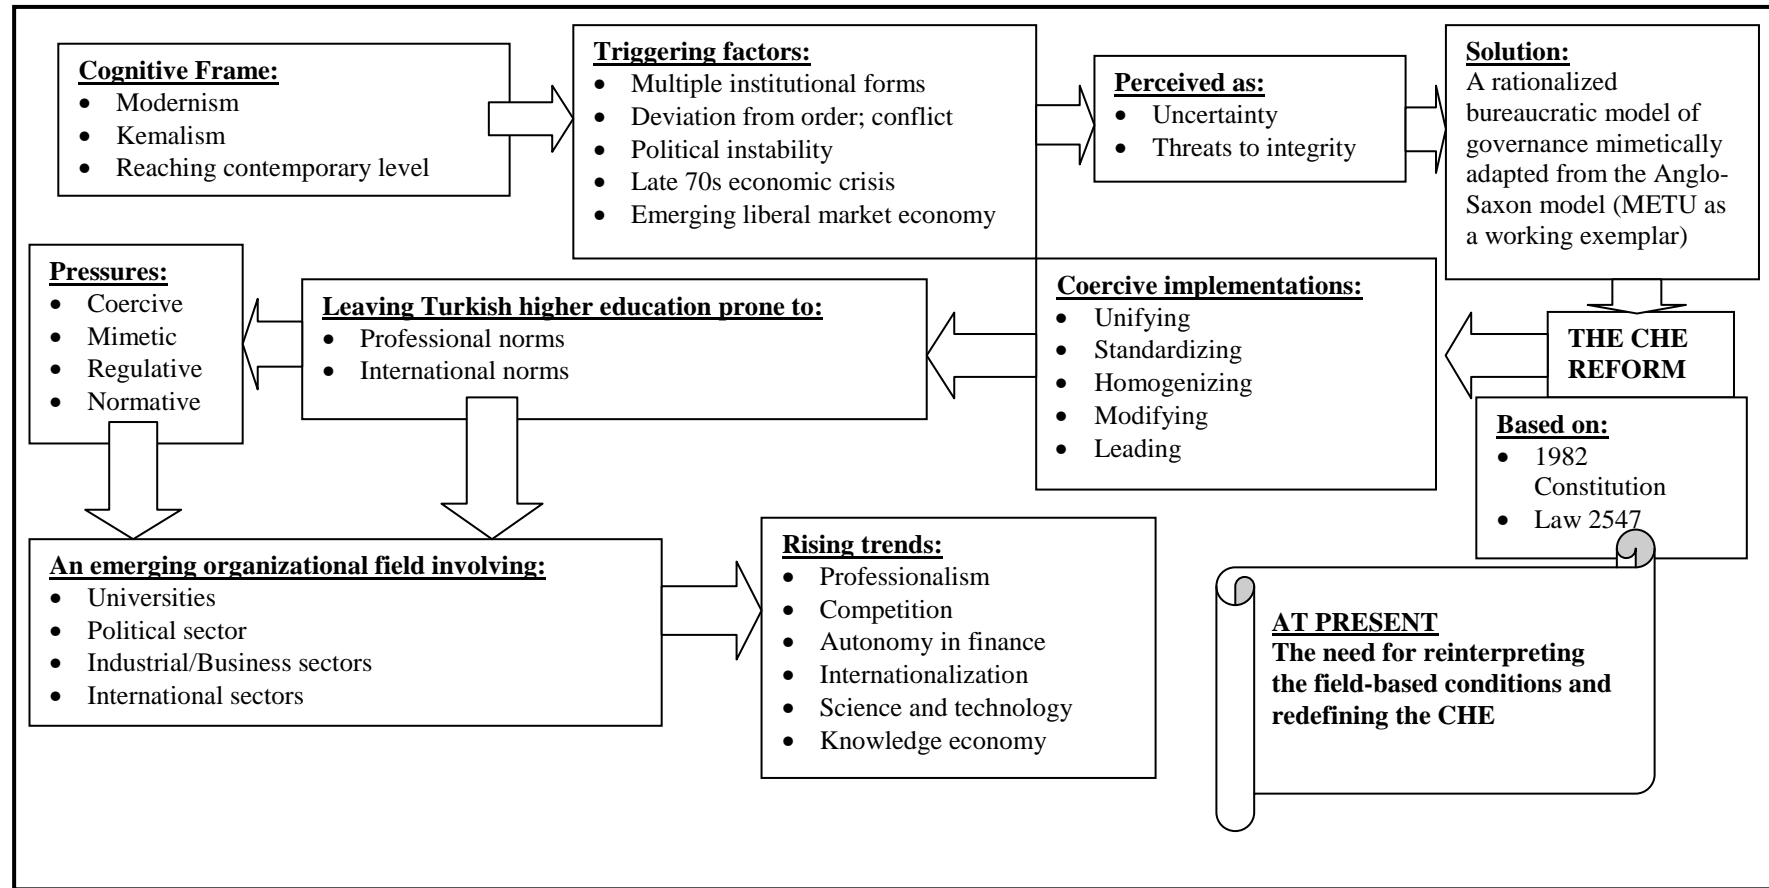 Cognitive Frame:
• Modernism
• Kemalism
• Reaching contemporary level
Triggering factors:
• Multiple institutional forms
• Deviation from order; conflict
• Political instability
• Late 70s economic crisis
• Emerging liberal market economy
Perceived as:
• Uncertainty
• Threats to integrity
Solution:
A rationalized
bureaucratic model of
governance mimetically
adapted from the Anglo-
Saxon model (METU as
a working exemplar)
THE CHE
REFORM
Based on:
• 1982
Constitution
• Law 2547
Coercive implementations:
• Unifying
• Standardizing
• Homogenizing
• Modifying
• Leading
Leaving Turkish higher education prone to:
• Professional norms
• International norms
Pressures:
• Coercive
• Mimetic
• Regulative
• Normative
An emerging organizational field involving:
• Universities
• Political sector
• Industrial/Business sectors
• International sectors
Rising trends:
• Professionalism
• Competition
• Autonomy in finance
• Internationalization
• Science and technology
• Knowledge economy
AT PRESENT
The need for reinterpreting
the field-based conditions and
redefining the CHE